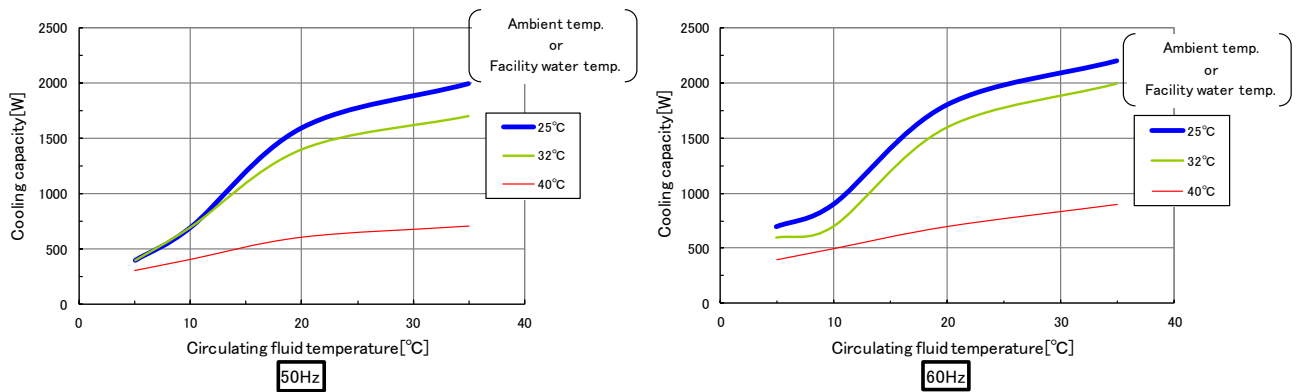 2500
2000
1500
1000
500
0
0
10
20
30
40
Cooling capacity[W]
Circulating fluid temperature[℃]
50Hz
Ambient temp.
or
Facility water temp.
25℃
32℃
40℃
2500
2000
1500
1000
500
0
0
10
20
30
40
Cooling capacity[W]
Circulating fluid temperature[℃]
60Hz
Ambient temp.
or
Facility water temp.
25℃
32℃
40℃